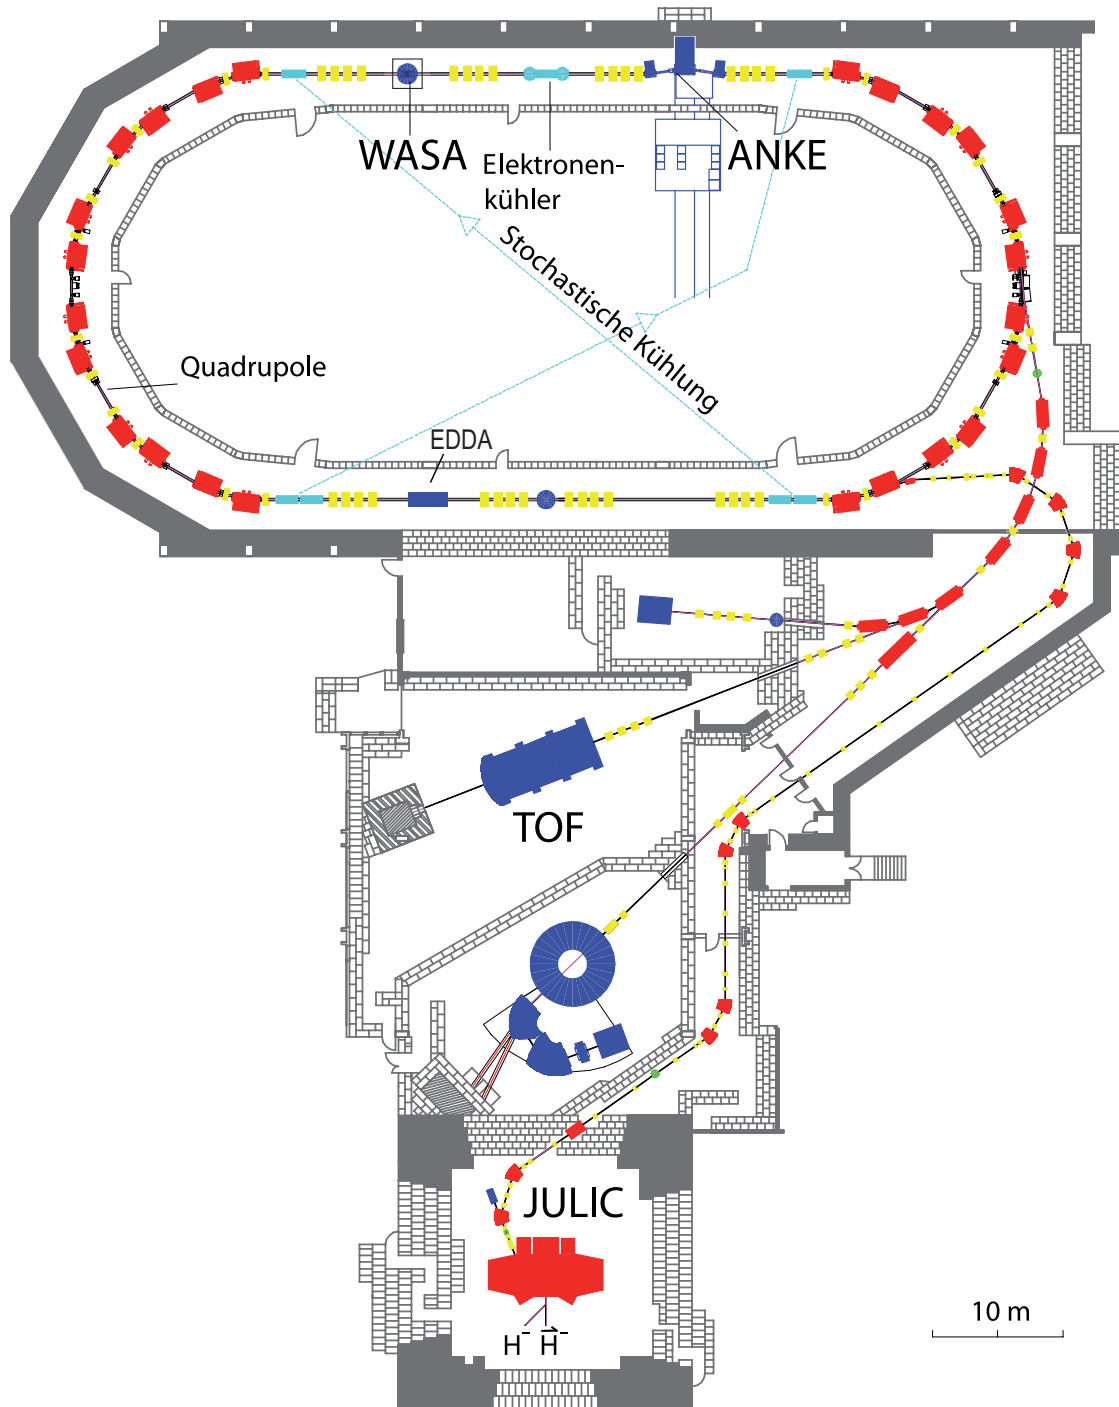 WASA
Elektronen-
kühler
ANKE
Stochastische Kühlung
Quadrupole
EDDA
TOF
JULIC
H⁻ H⃗⁻
10 m